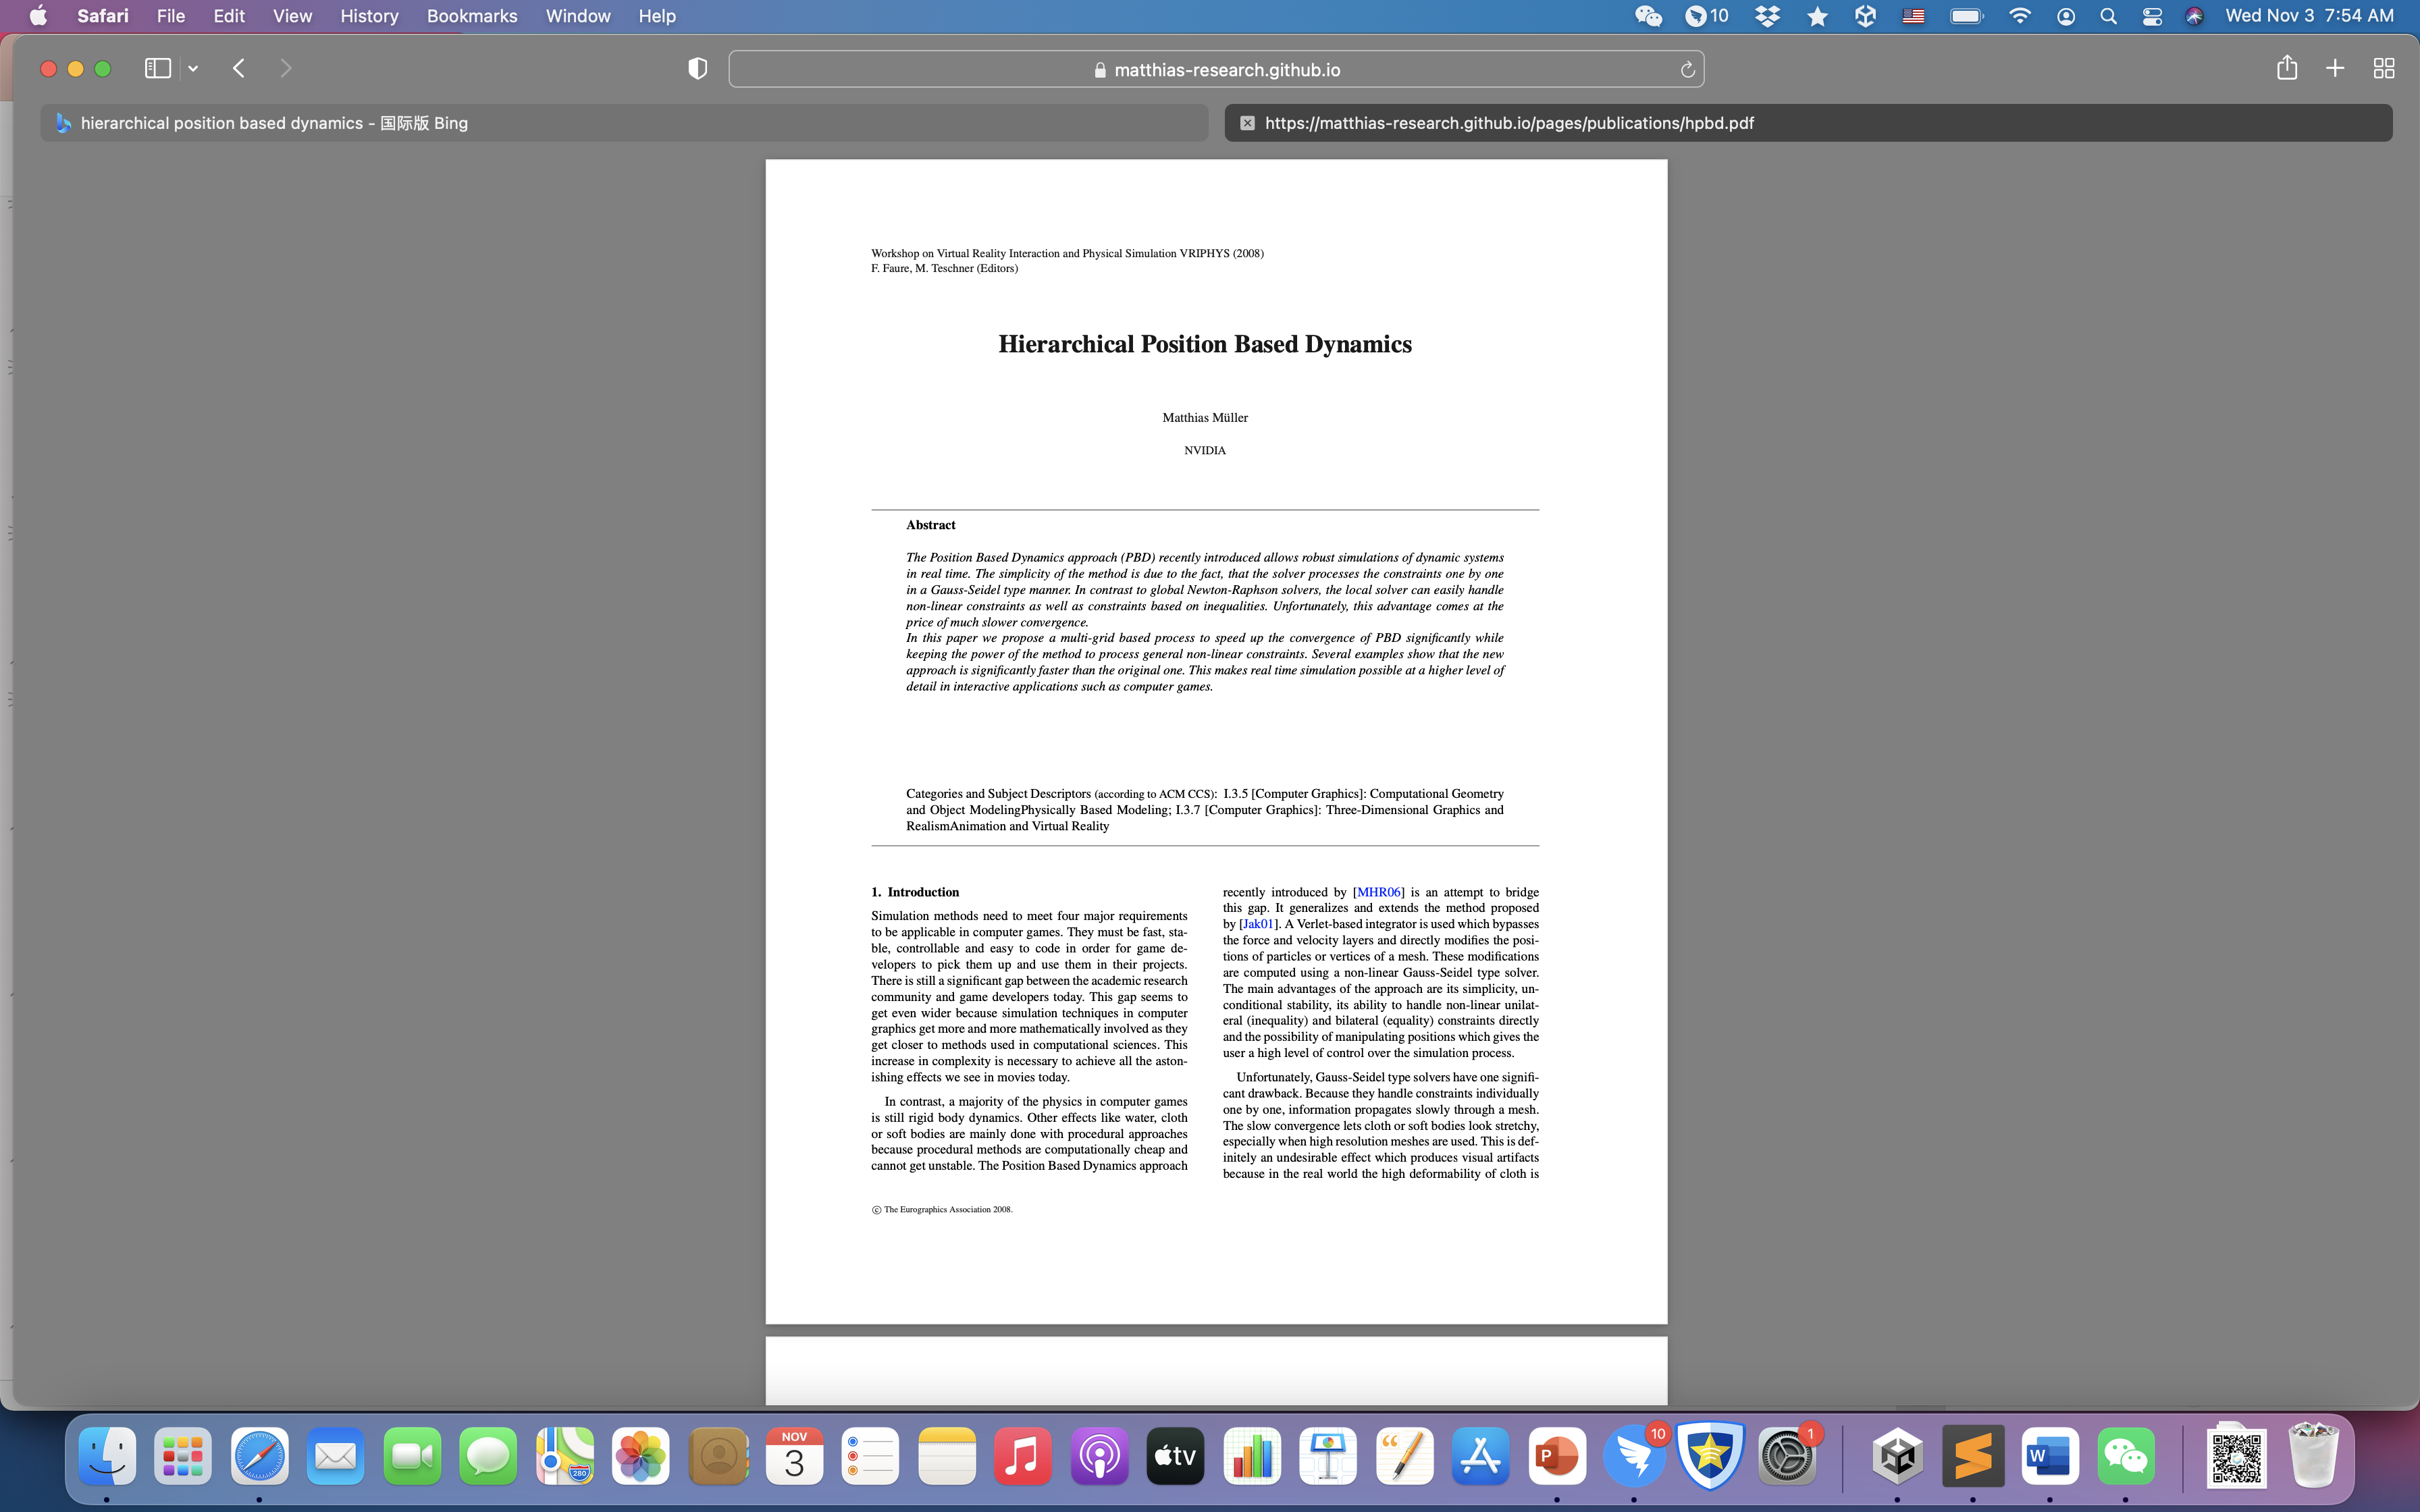 Safari File Edit View History Bookmarks Window Help
10
Wed Nov 3 7:54 AM
matthias-research.github.io
hierarchical position based dynamics - 国际版 Bing
https://matthias-research.github.io/pages/publications/hpbd.pdf
Workshop on Virtual Reality Interaction and Physical Simulation VRIPHYS (2008)
F. Faure, M. Teschner (Editors)
Hierarchical Position Based Dynamics
Matthias Müller
NVIDIA
Abstract
The Position Based Dynamics approach (PBD) recently introduced allows robust simulations of dynamic systems
in real time. The simplicity of the method is due to the fact, that the solver processes the constraints one by one
in a Gauss-Seidel type manner. In contrast to global Newton-Raphson solvers, the local solver can easily handle
non-linear constraints as well as constraints based on inequalities. Unfortunately, this advantage comes at the
price of much slower convergence.
In this paper we propose a multi-grid based process to speed up the convergence of PBD significantly while
keeping the power of the method to process general non-linear constraints. Several examples show that the new
approach is significantly faster than the original one. This makes real time simulation possible at a higher level of
detail in interactive applications such as computer games.
Categories and Subject Descriptors (according to ACM CCS): I.3.5 [Computer Graphics]: Computational Geometry
and Object ModelingPhysically Based Modeling; I.3.7 [Computer Graphics]: Three-Dimensional Graphics and
RealismAnimation and Virtual Reality
1. Introduction
Simulation methods need to meet four major requirements
to be applicable in computer games. They must be fast, sta-
ble, controllable and easy to code in order for game de-
velopers to pick them up and use them in their projects.
There is still a significant gap between the academic research
community and game developers today. This gap seems to
get even wider because simulation techniques in computer
graphics get more and more mathematically involved as they
get closer to methods used in computational sciences. This
increase in complexity is necessary to achieve all the aston-
ishing effects we see in movies today.
In contrast, a majority of the physics in computer games
is still rigid body dynamics. Other effects like water, cloth
or soft bodies are mainly done with procedural approaches
because procedural methods are computationally cheap and
cannot get unstable. The Position Based Dynamics approach
recently introduced by [MHR06] is an attempt to bridge
this gap. It generalizes and extends the method proposed
by [Jak01]. A Verlet-based integrator is used which bypasses
the force and velocity layers and directly modifies the posi-
tions of particles or vertices of a mesh. These modifications
are computed using a non-linear Gauss-Seidel type solver.
The main advantages of the approach are its simplicity, un-
conditional stability, its ability to handle non-linear unilat-
eral (inequality) and bilateral (equality) constraints directly
and the possibility of manipulating positions which gives the
user a high level of control over the simulation process.
Unfortunately, Gauss-Seidel type solvers have one signifi-
cant drawback. Because they handle constraints individually
one by one, information propagates slowly through a mesh.
The slow convergence lets cloth or soft bodies look stretchy,
especially when high resolution meshes are used. This is def-
initely an undesirable effect which produces visual artifacts
because in the real world the high deformability of cloth is
© The Eurographics Association 2008.
280
NOV
3
tv
P
10
1
W